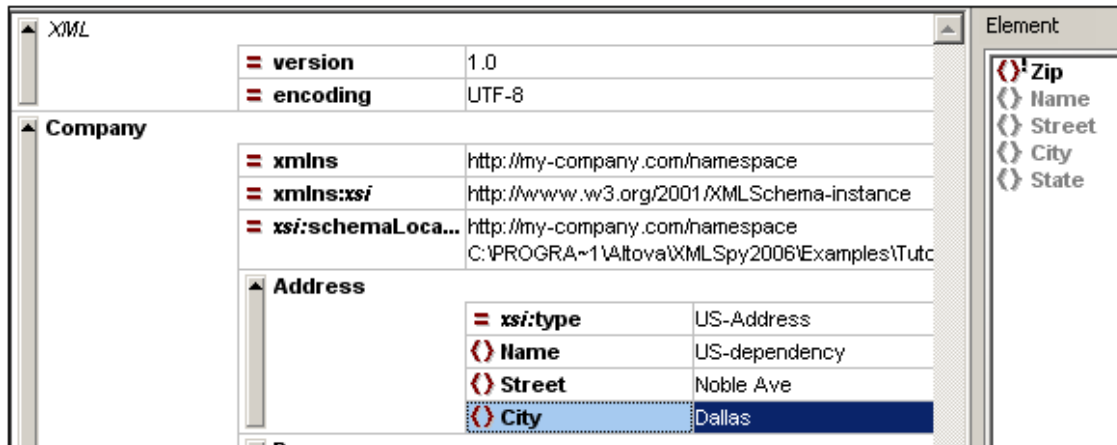 XML
= version 1.0
= encoding UTF-8
Company
= xmlns http://my-company.com/namespace
= xmlns:xsi http://www.w3.org/2001/XMLSchema-instance
= xsi:schemaLoca... http://my-company.com/namespace
C:\PROGRA~1\Altova\XMLSpy2006\Examples\Tuto
Address
= xsi:type US-Address
() Name US-dependency
() Street Noble Ave
() City Dallas
Element
()! Zip
() Name
() Street
() City
() State